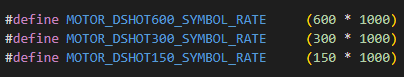 #define MOTOR_DSHOT600_SYMBOL_RATE     (600 * 1000)
#define MOTOR_DSHOT300_SYMBOL_RATE     (300 * 1000)
#define MOTOR_DSHOT150_SYMBOL_RATE     (150 * 1000)